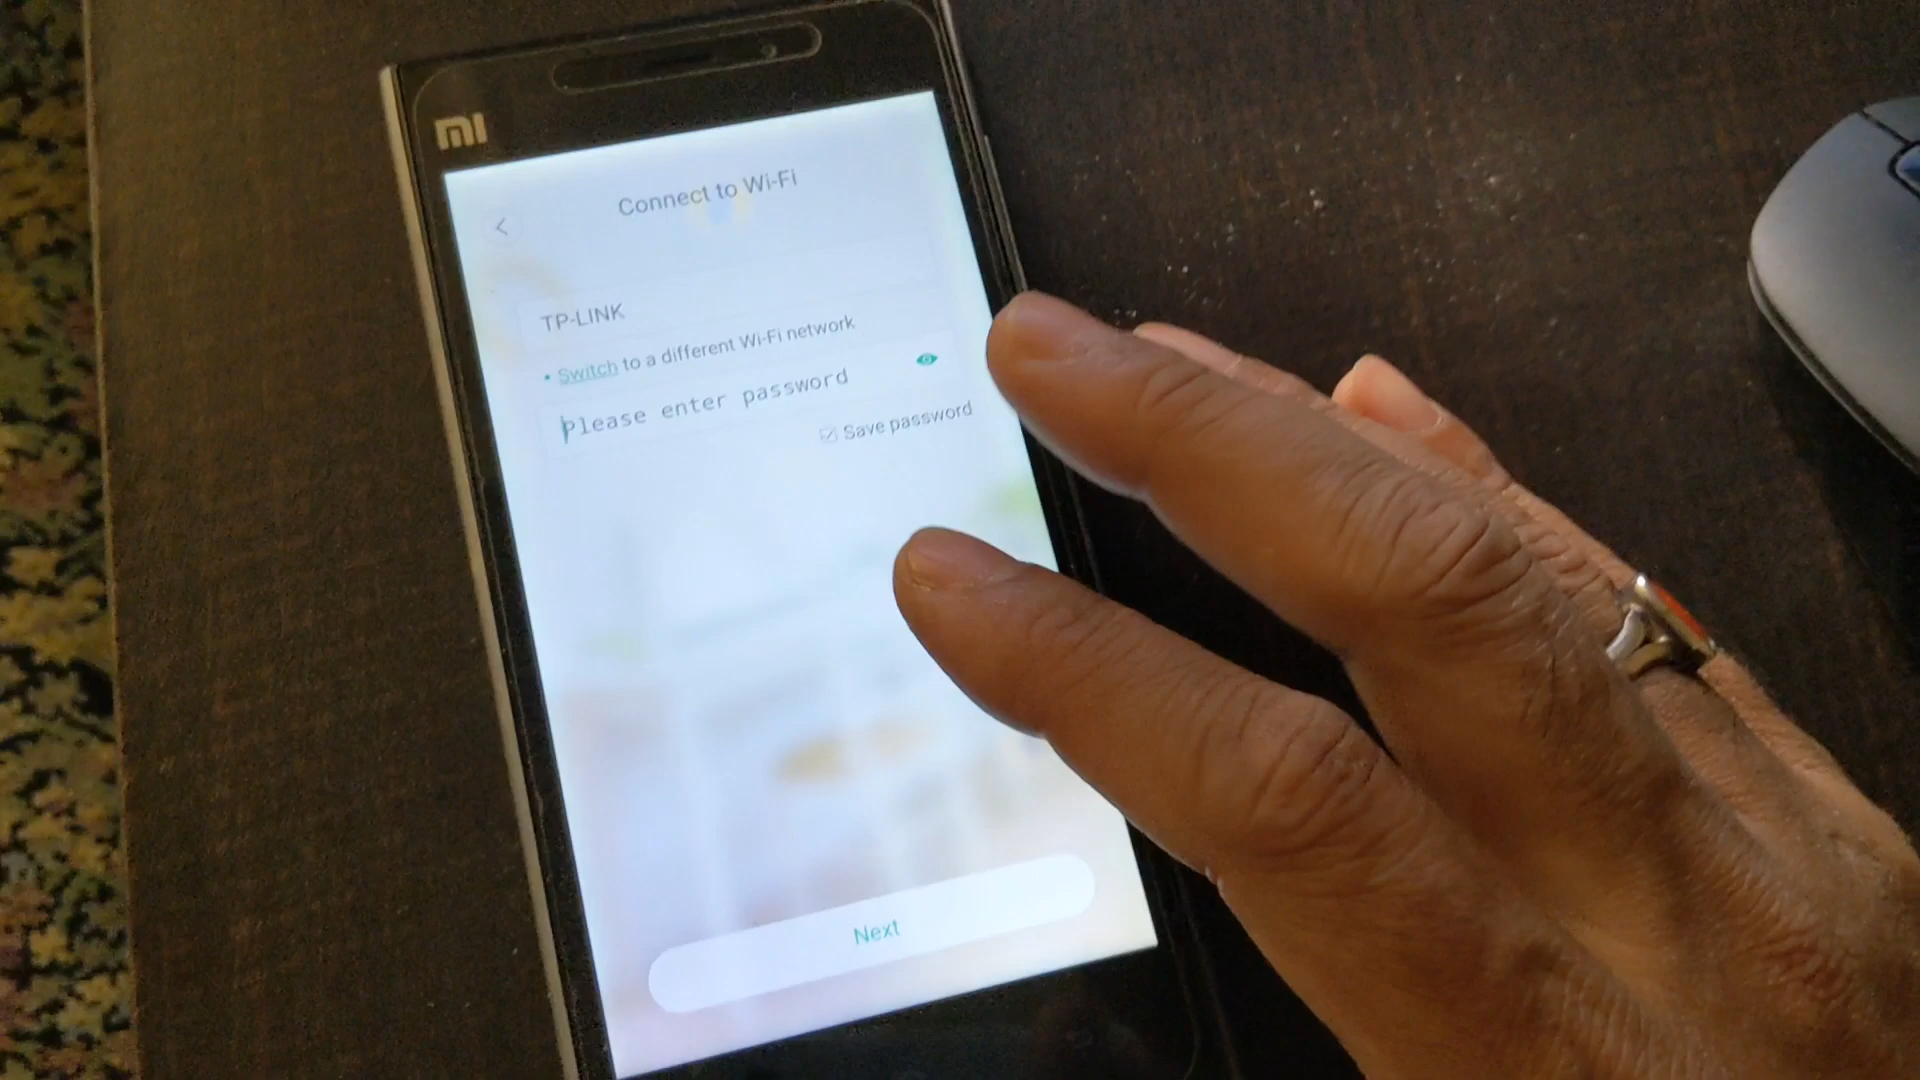 MI
Connect to Wi-Fi
TP-LINK
• Switch to a different Wi-Fi network
Please enter password
Save password
Next